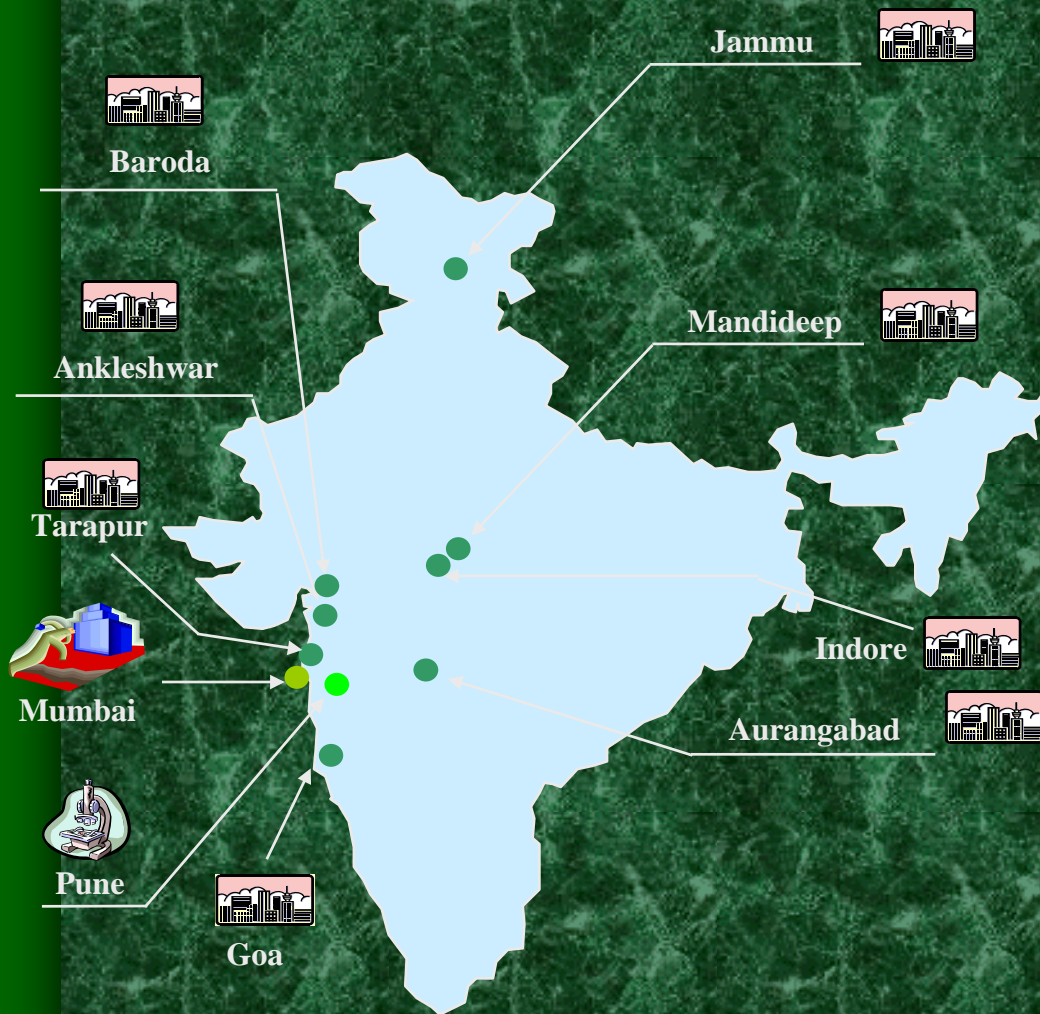 Jammu
Baroda
Mandideep
Ankleshwar
Tarapur
Indore
Mumbai
Aurangabad
Pune
Goa